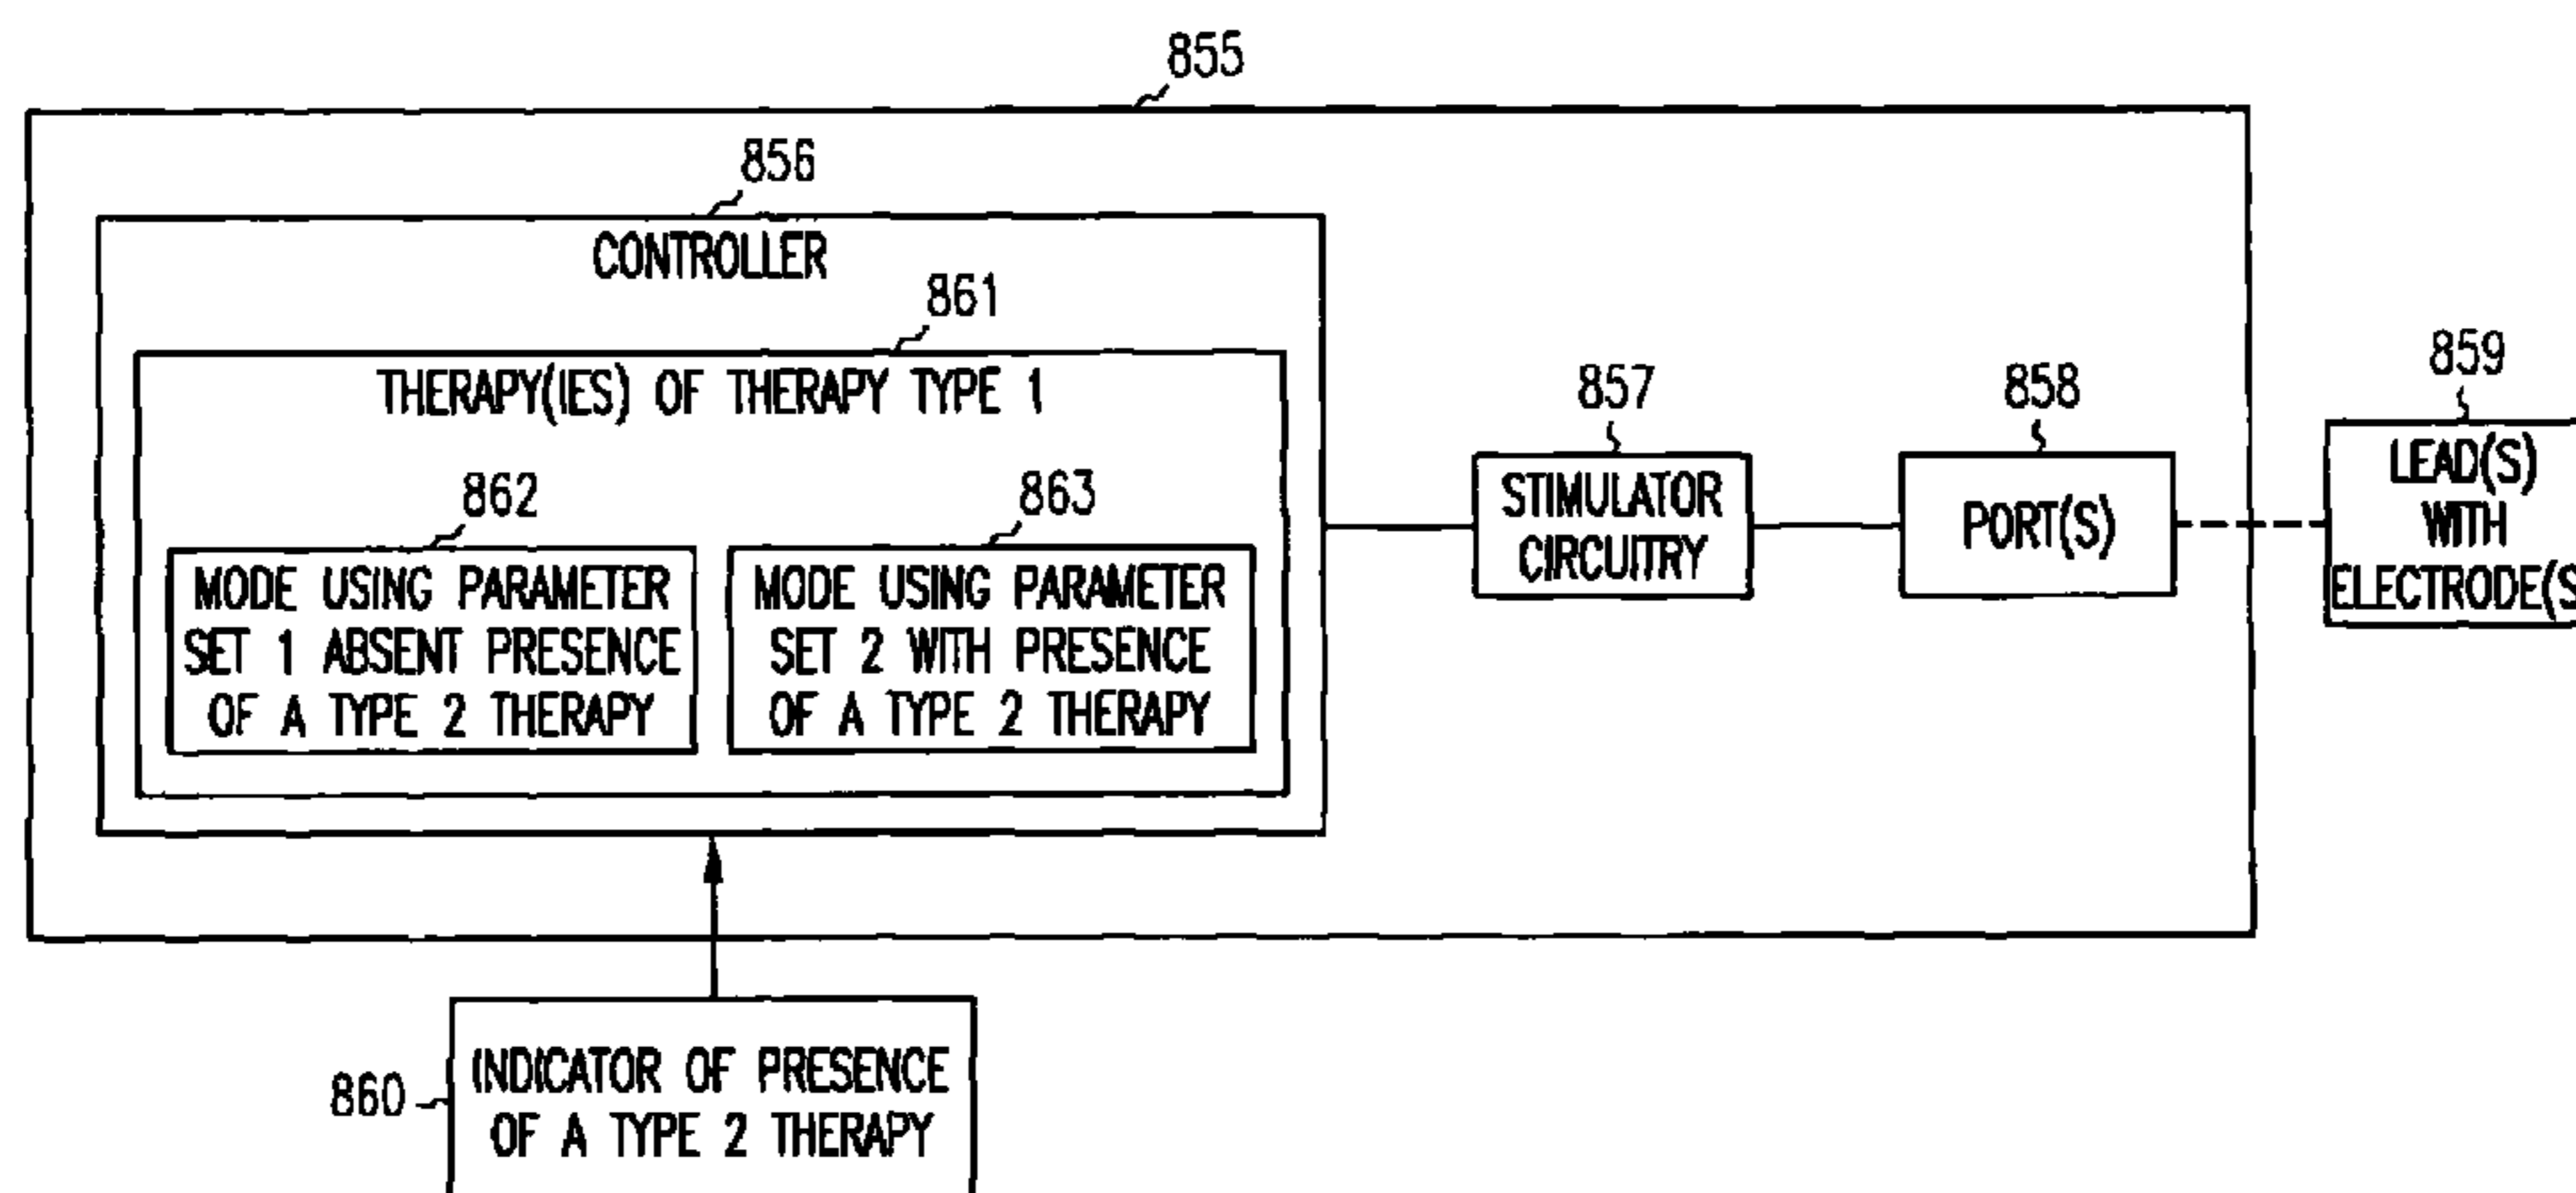 855
856
CONTROLLER
861
THERAPY(IES) OF THERAPY TYPE 1
862
MODE USING PARAMETER
SET 1 ABSENT PRESENCE
OF A TYPE 2 THERAPY
863
MODE USING PARAMETER
SET 2 WITH PRESENCE
OF A TYPE 2 THERAPY
857
STIMULATOR
CIRCUITRY
858
PORT(S)
859
LEAD(S)
WITH
ELECTRODE(S
860
INDICATOR OF PRESENCE
OF A TYPE 2 THERAPY